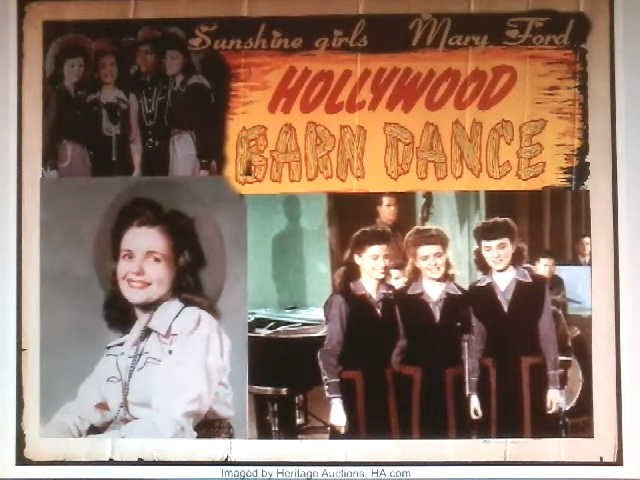 Sunshine girls Mary Ford
HOLLYWOOD
BARN DANCE
Imaged by Heritage Auctions, HA.com